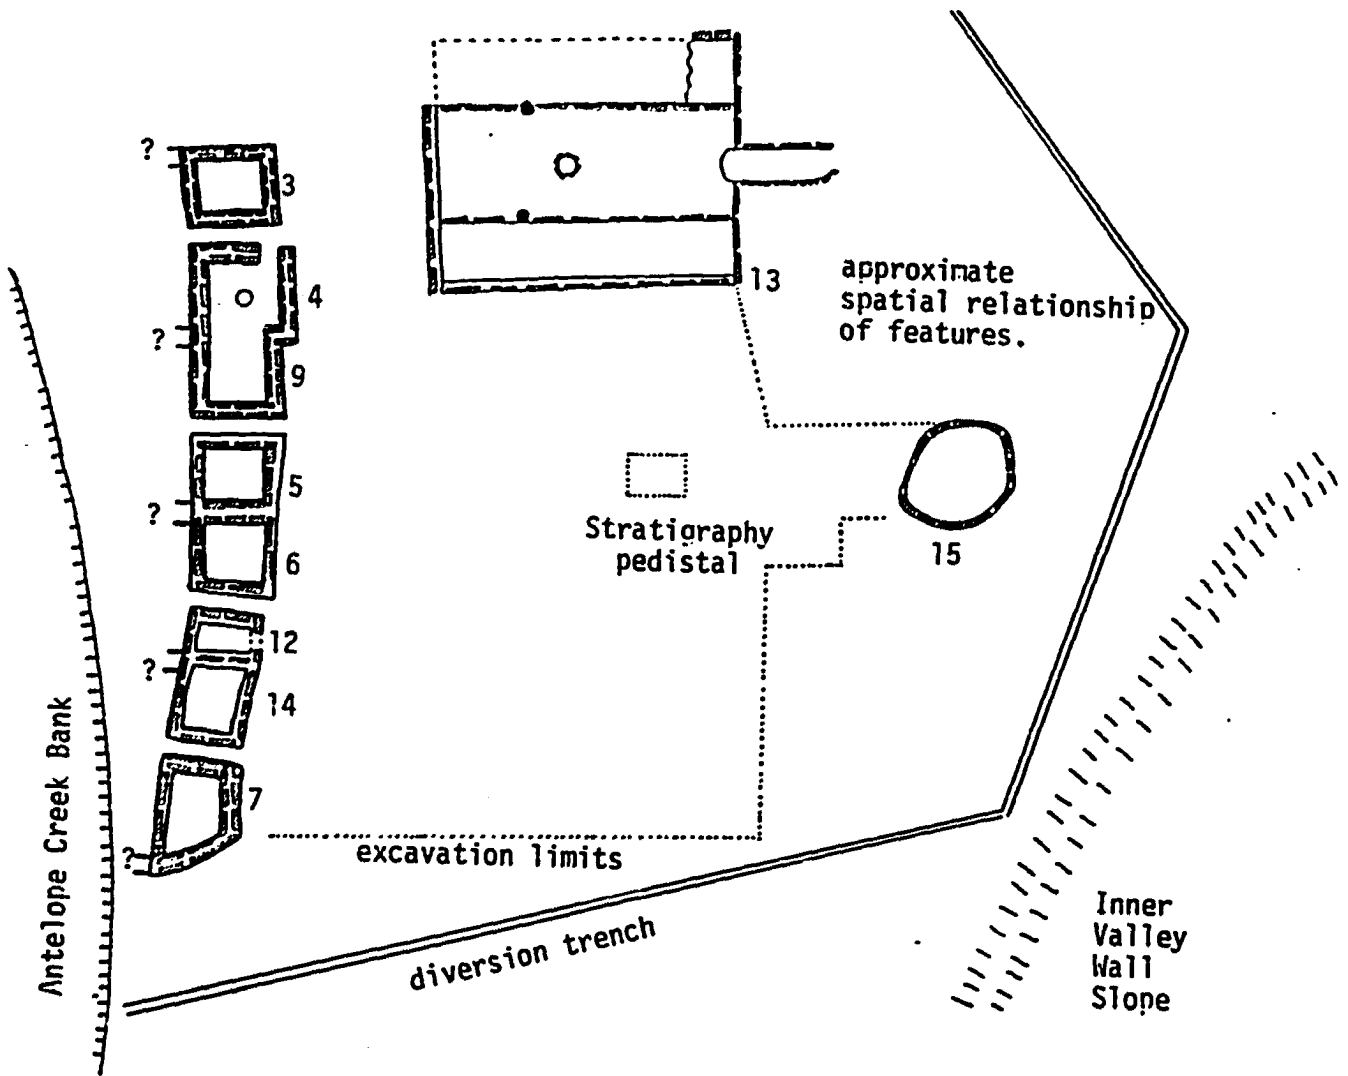 ?
3
4
?
9
5
?
6
12
?
14
7
?
13
approximate
spatial relationship
of features.
Stratigraphy
pedistal
15
excavation limits
diversion trench
Antelope Creek Bank
Inner
Valley
Wall
Slope